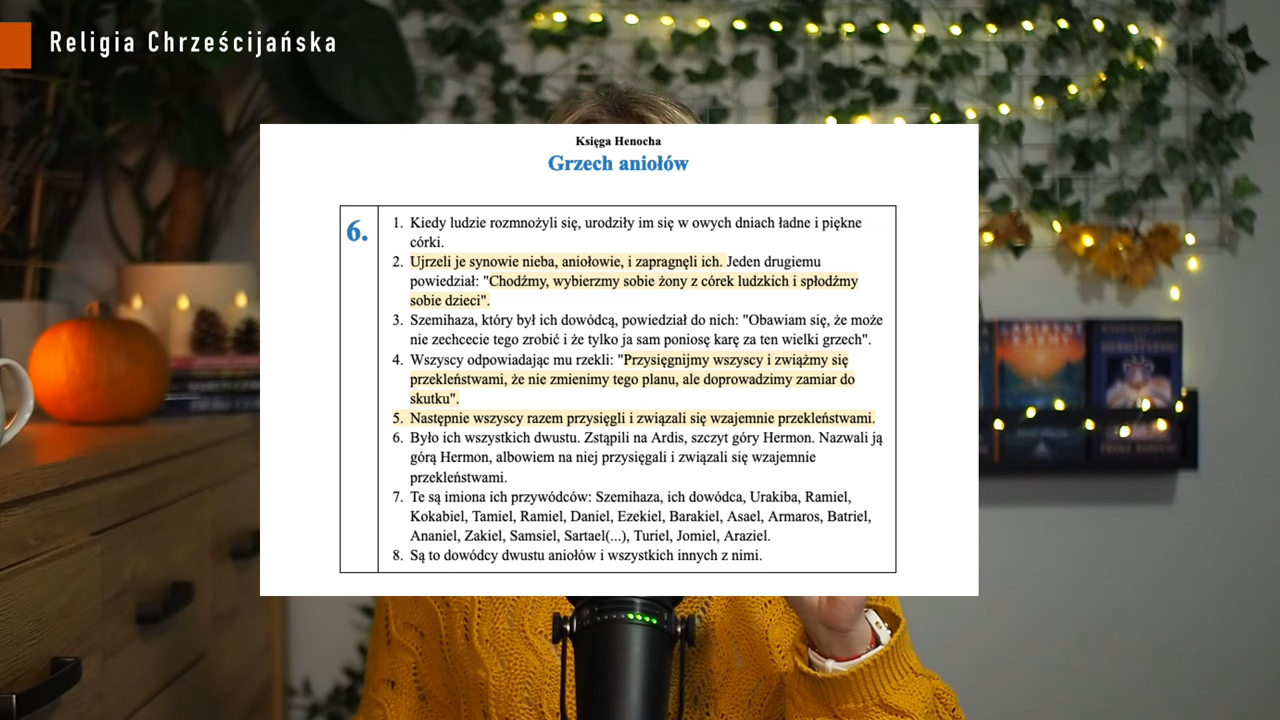 Religia Chrześcijańska
Księga Henocha
Grzech aniołów
6.
1. Kiedy ludzie rozmnożyli się, urodziły im się w owych dniach ładne i piękne
córki.
2. Ujrzeli je synowie nieba, aniołowie, i zapragnęli ich. Jeden drugiemu
powiedział: "Chodźmy, wybierzmy sobie żony z córek ludzkich i spłodźmy
sobie dzieci".
3. Szemihaza, który był ich dowódcą, powiedział do nich: "Obawiam się, że może
nie zechcecie tego zrobić i że tylko ja sam poniosę karę za ten wielki grzech".
4. Wszyscy odpowiadając mu rzekli: "Przysięgnijmy wszyscy i zwiążmy się
przekleństwami, że nie zmienimy tego planu, ale doprowadzimy zamiar do
skutku".
5. Następnie wszyscy razem przysięgli i związali się wzajemnie przekleństwami.
6. Było ich wszystkich dwustu. Zstąpili na Ardis, szczyt góry Hermon. Nazwali ją
górą Hermon, albowiem na niej przysięgali i związali się wzajemnie
przekleństwami.
7. Te są imiona ich przywódców: Szemihaza, ich dowódca, Urakiba, Ramiel,
Kokabiel, Tamiel, Ramiel, Daniel, Ezekiel, Barakiel, Asael, Armaros, Batriel,
Ananiel, Zakiel, Samsiel, Sartael(...), Turiel, Jomiel, Araziel.
8. Są to dowódcy dwustu aniołów i wszystkich innych z nimi.